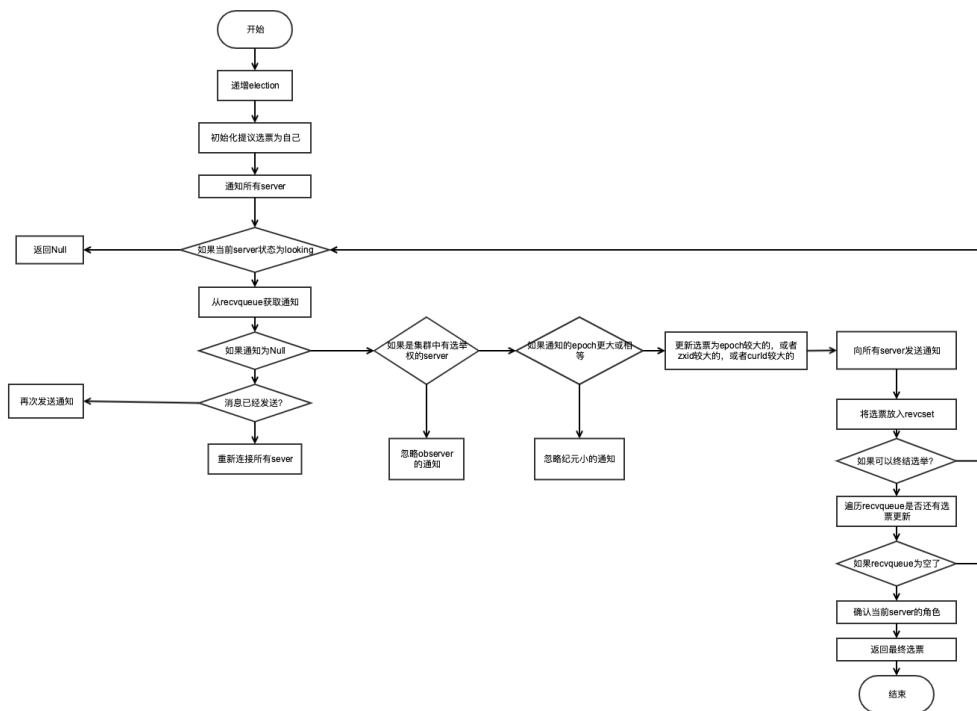 开始
递增election
初始化提议选票为自己
通知所有server
返回Null
如果当前server状态为looking
从recvqueue获取通知
如果通知为Null
如果是集群中有选举
权的server
如果通知的epoch更大或相
等
更新选票为epoch较大的，或者
zxid较大的，或者curId较大的
向所有server发送通知
再次发送通知
消息已经发送?
将选票放入revcset
重新连接所有sever
忽略observer
的通知
忽略纪元小的通知
如果可以终结选举?
遍历recvqueue是否还有选
票更新
如果recvqueue为空了
确认当前server的角色
返回最终选票
结束